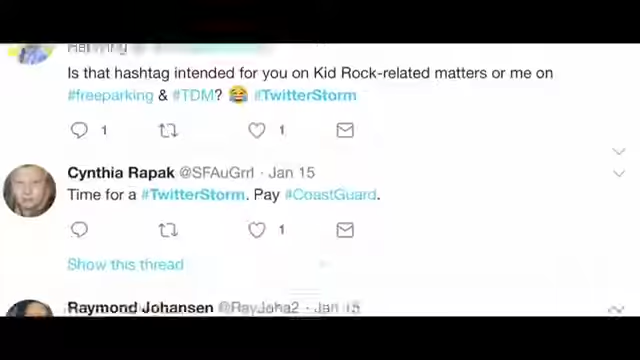 Is that hashtag intended for you on Kid Rock-related matters or me on
#freeparking & #TDM? 😂 #TwitterStorm
1 1
Cynthia Rapak @SFAuGrrl · Jan 15
Time for a #TwitterStorm. Pay #CoastGuard.
1
Show this thread
Raymond Johansen @RayJoha2 · Jan 15